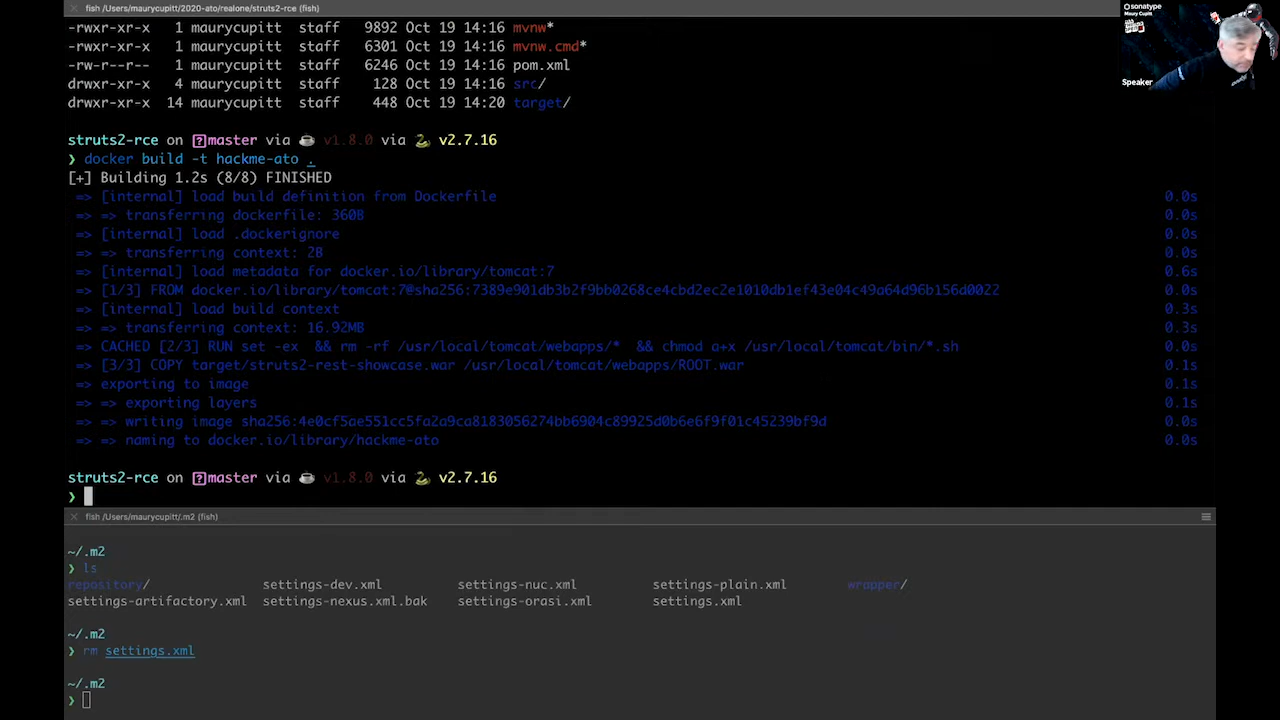 fish /Users/maurycupitt/2020-ato/realone/struts2-rce (fish)
-rwxr-xr-x 1 maurycupitt staff 9892 Oct 19 14:16 mvnw*
-rwxr-xr-x 1 maurycupitt staff 6301 Oct 19 14:16 mvnw.cmd*
-rw-r--r-- 1 maurycupitt staff 6246 Oct 19 14:16 pom.xml
drwxr-xr-x 4 maurycupitt staff 128 Oct 19 14:16 src/
drwxr-xr-x 14 maurycupitt staff 448 Oct 19 14:20 target/
struts2-rce on master via v1.8.0 via v2.7.16
❯ docker build -t hackme-ato .
[+] Building 1.2s (8/8) FINISHED
=> [internal] load build definition from Dockerfile 0.0s
=> => transferring dockerfile: 360B 0.0s
=> [internal] load .dockerignore 0.0s
=> => transferring context: 2B 0.0s
=> [internal] load metadata for docker.io/library/tomcat:7 0.6s
=> [1/3] FROM docker.io/library/tomcat:7@sha256:7389e901db3b2f9bb0268ce4cbd2ec2e1010db1ef43e04c49a64d96b156d0022 0.0s
=> [internal] load build context 0.3s
=> => transferring context: 16.92MB 0.3s
=> CACHED [2/3] RUN set -ex && rm -rf /usr/local/tomcat/webapps/* && chmod a+x /usr/local/tomcat/bin/*.sh 0.0s
=> [3/3] COPY target/struts2-rest-showcase.war /usr/local/tomcat/webapps/ROOT.war 0.1s
=> exporting to image 0.1s
=> => exporting layers 0.1s
=> => writing image sha256:4e0cf5ae551cc5fa2a9ca8183056274bb6904c89925d0b6e6f9f01c45239bf9d 0.0s
=> => naming to docker.io/library/hackme-ato 0.0s
struts2-rce on master via v1.8.0 via v2.7.16
❯
fish /Users/maurycupitt/.m2 (fish)
~/.m2
❯ ls
repository/ settings-dev.xml settings-nuc.xml settings-plain.xml wrapper/
settings-artifactory.xml settings-nexus.xml.bak settings-orasi.xml settings.xml
~/.m2
❯ rm settings.xml
~/.m2
❯
sonatype
Maury Cupitt
Speaker